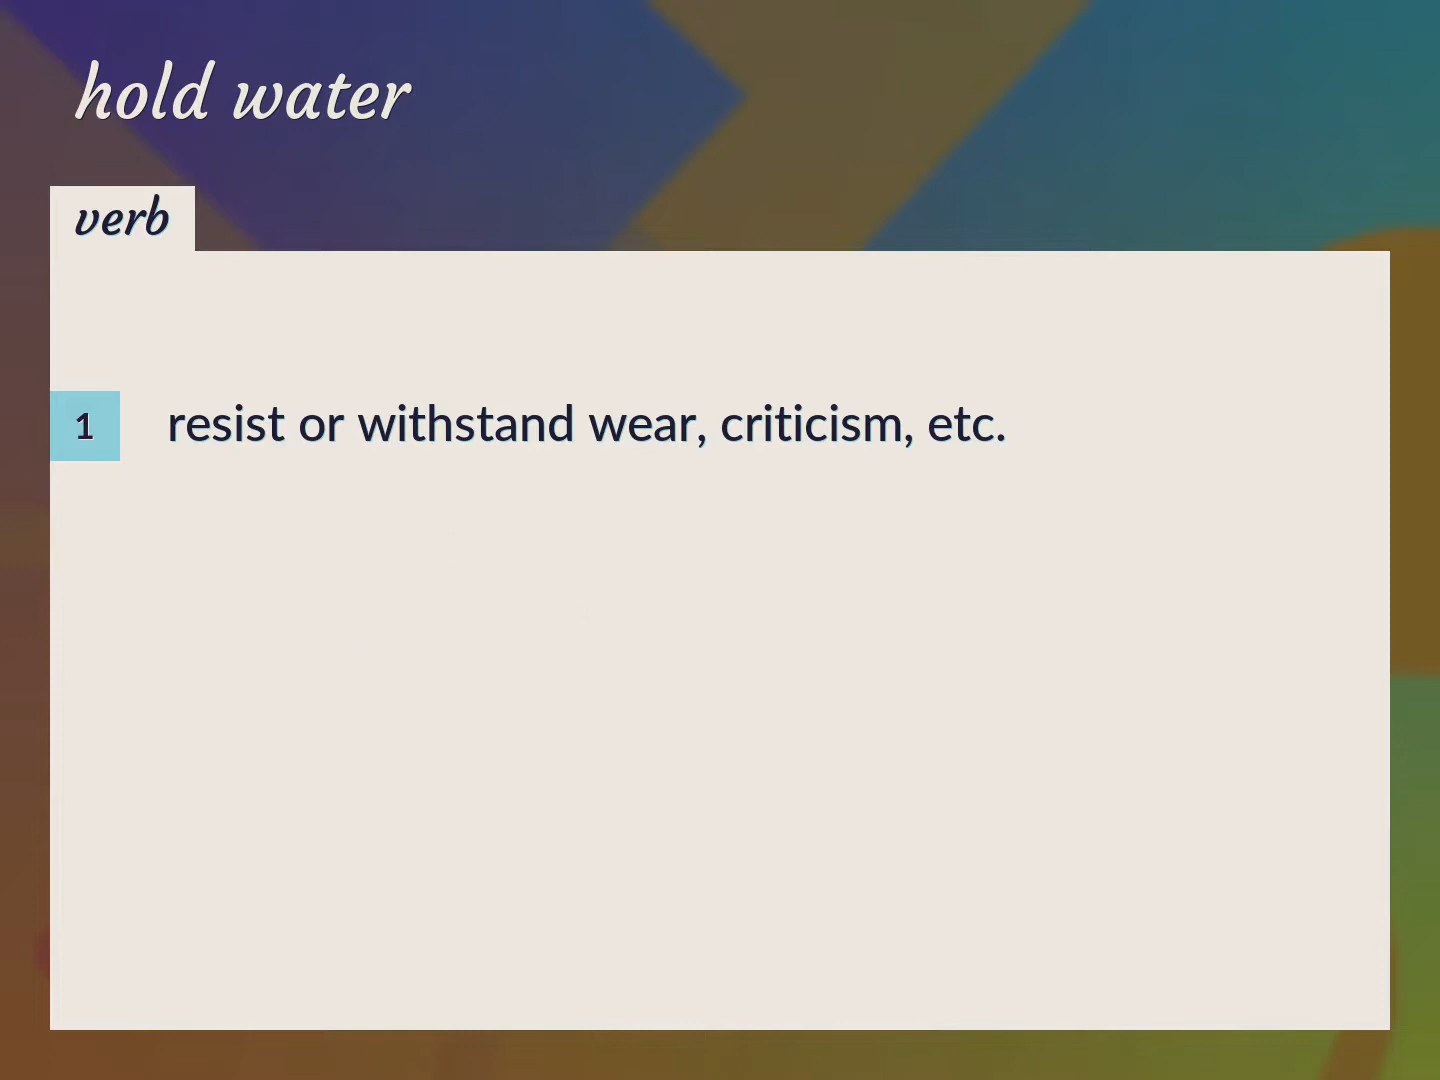 hold water
verb
1 resist or withstand wear, criticism, etc.